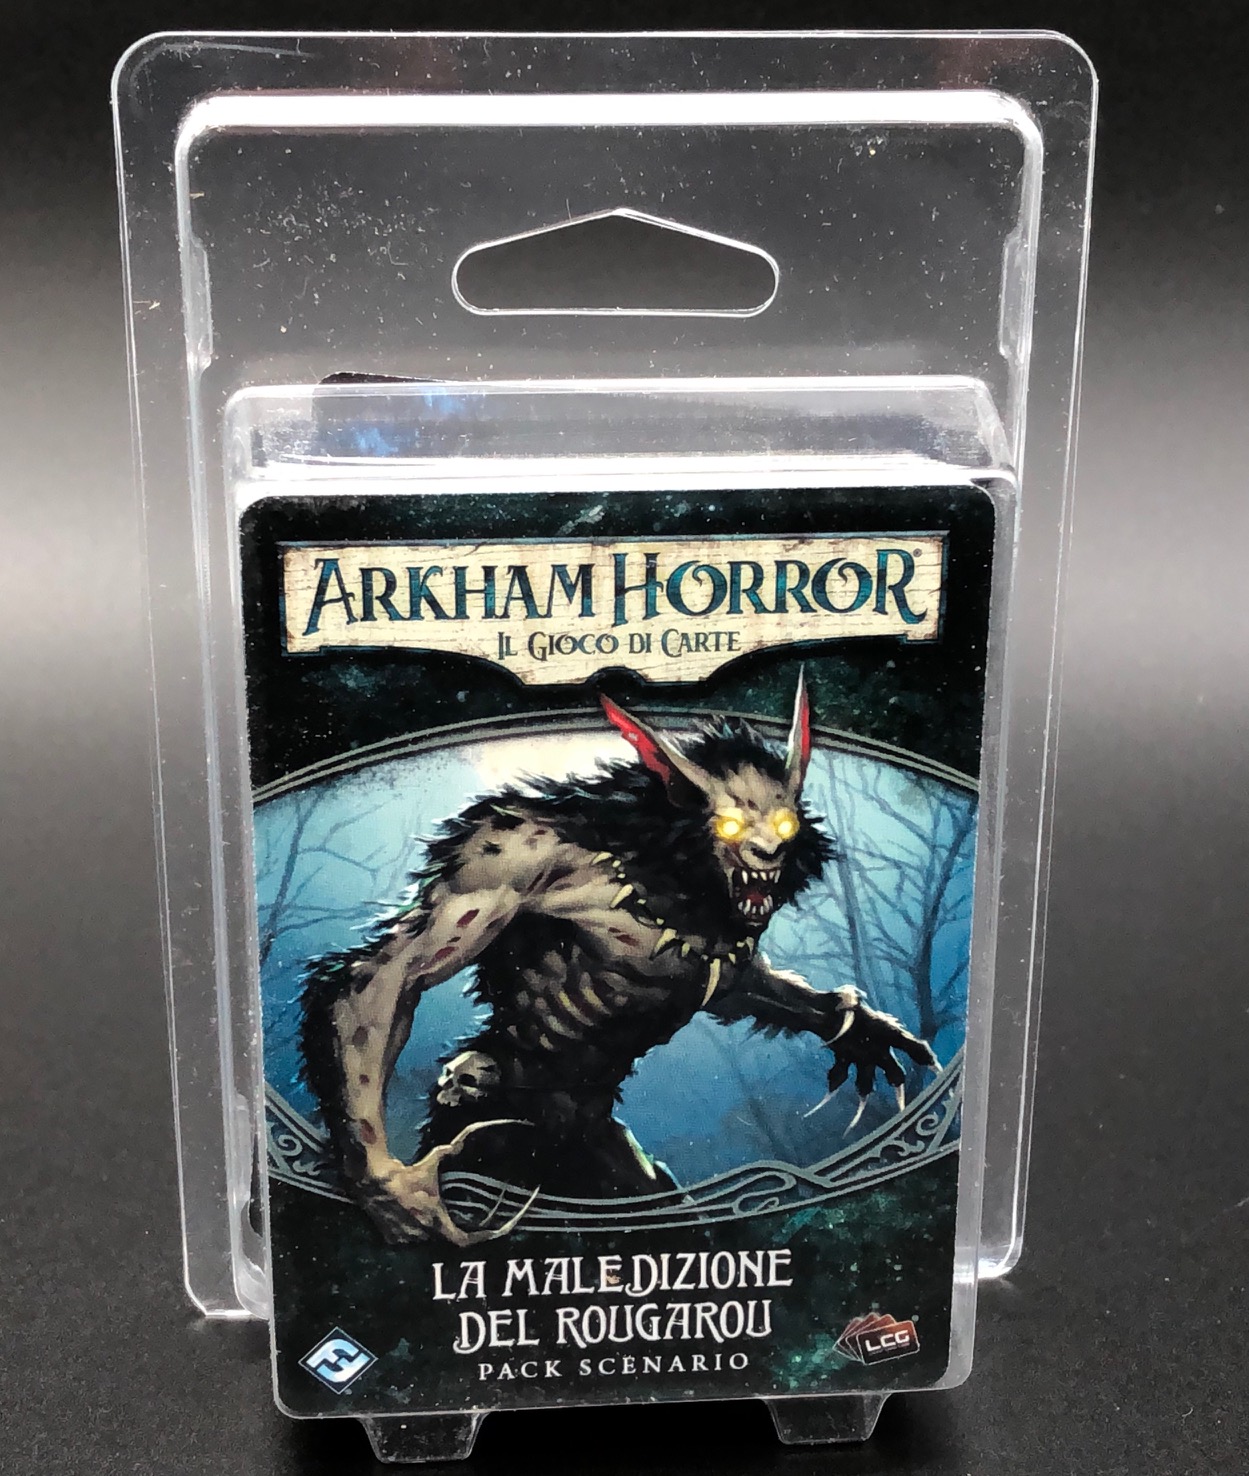 ARKHAM HORROR®
IL GIOCO DI CARTE
LA MALEDIZIONE
DEL ROUGAROU
PACK SCENARIO
LCG